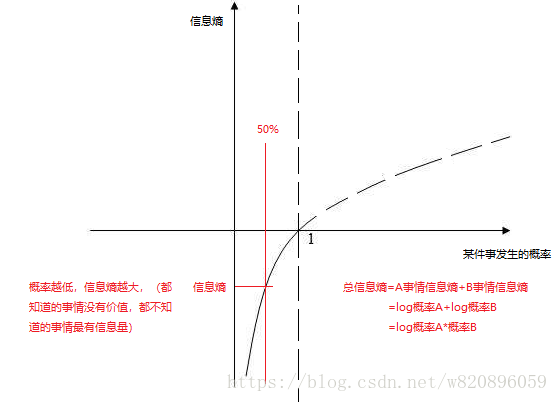 信息熵
50%
1
某件事发生的概率
概率越低，信息熵越大，（都
知道的事情没有价值，都不知
道的事情最有信息量）
信息熵
总信息熵=A事情信息熵+B事情信息熵
=log概率A+log概率B
=log概率A*概率B
https://blog.csdn.net/w820896059